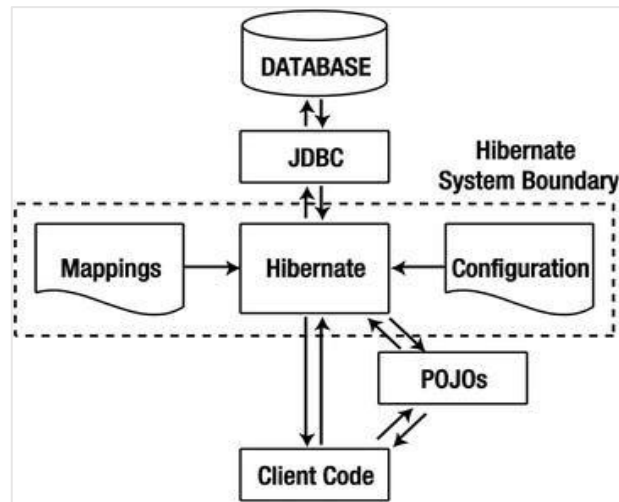 DATABASE
JDBC
Hibernate
System Boundary
Mappings
Hibernate
Configuration
POJOs
Client Code